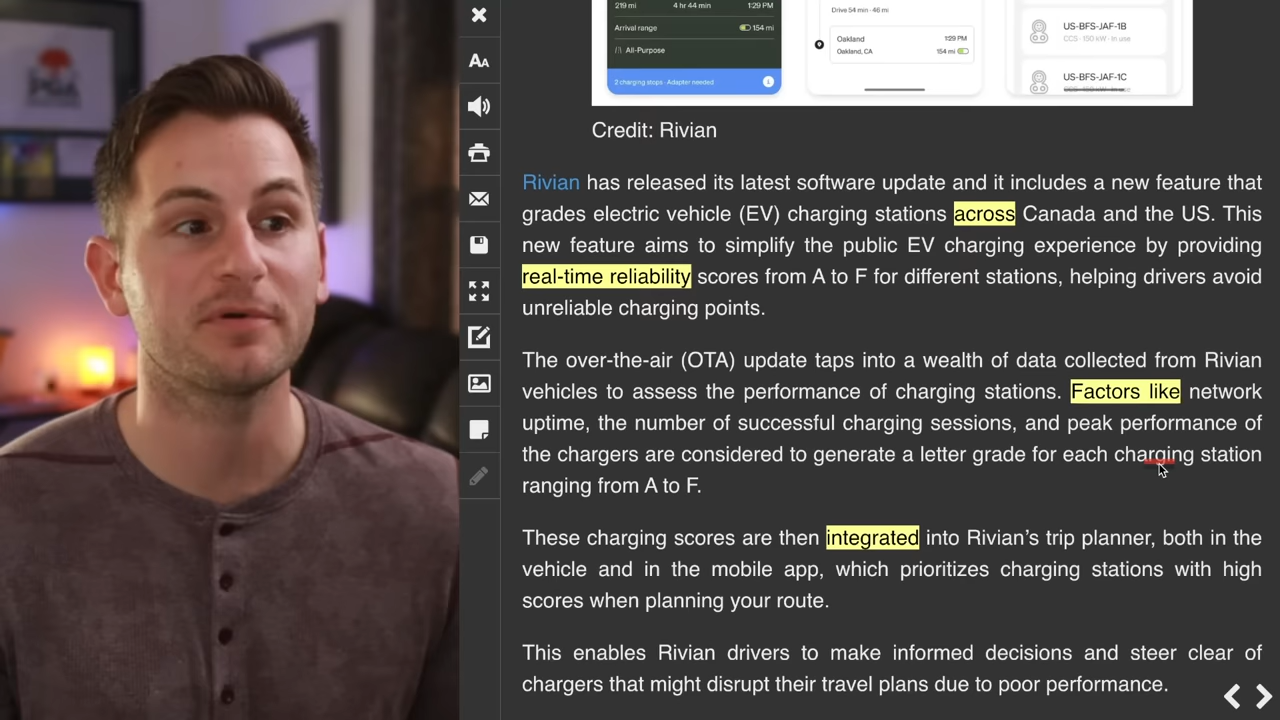 219 mi 4 hr 44 min 1:29 PM
Arrival range 154 mi
All-Purpose
2 charging stops · Adapter needed
Drive 54 min · 46 mi
Oakland 1:29 PM
Oakland, CA 154 mi
US-BFS-JAF-1B
CCS · 150 kW · In use
US-BFS-JAF-1C
CCS · 150 kW · In use
AA
Credit: Rivian
Rivian has released its latest software update and it includes a new feature that
grades electric vehicle (EV) charging stations across Canada and the US. This
new feature aims to simplify the public EV charging experience by providing
real-time reliability scores from A to F for different stations, helping drivers avoid
unreliable charging points.
The over-the-air (OTA) update taps into a wealth of data collected from Rivian
vehicles to assess the performance of charging stations. Factors like network
uptime, the number of successful charging sessions, and peak performance of
the chargers are considered to generate a letter grade for each charging station
ranging from A to F.
These charging scores are then integrated into Rivian’s trip planner, both in the
vehicle and in the mobile app, which prioritizes charging stations with high
scores when planning your route.
This enables Rivian drivers to make informed decisions and steer clear of
chargers that might disrupt their travel plans due to poor performance.